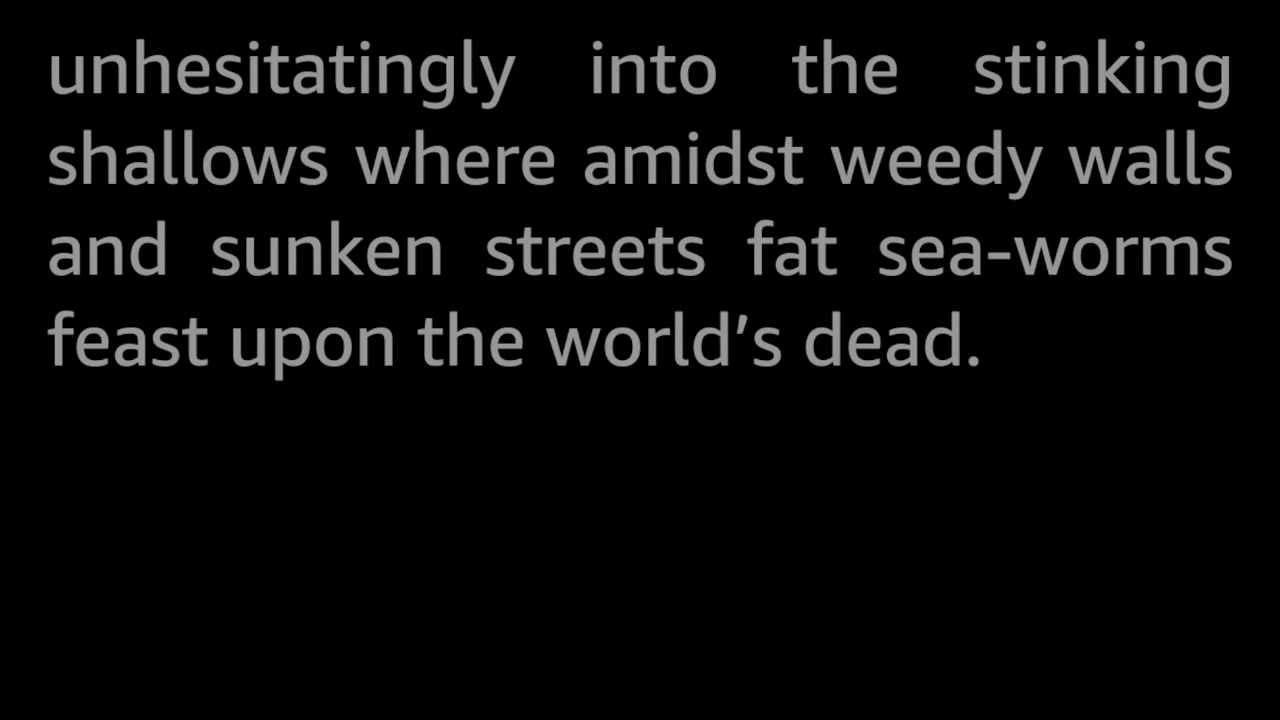 unhesitatingly into the stinking
shallows where amidst weedy walls
and sunken streets fat sea-worms
feast upon the world’s dead.